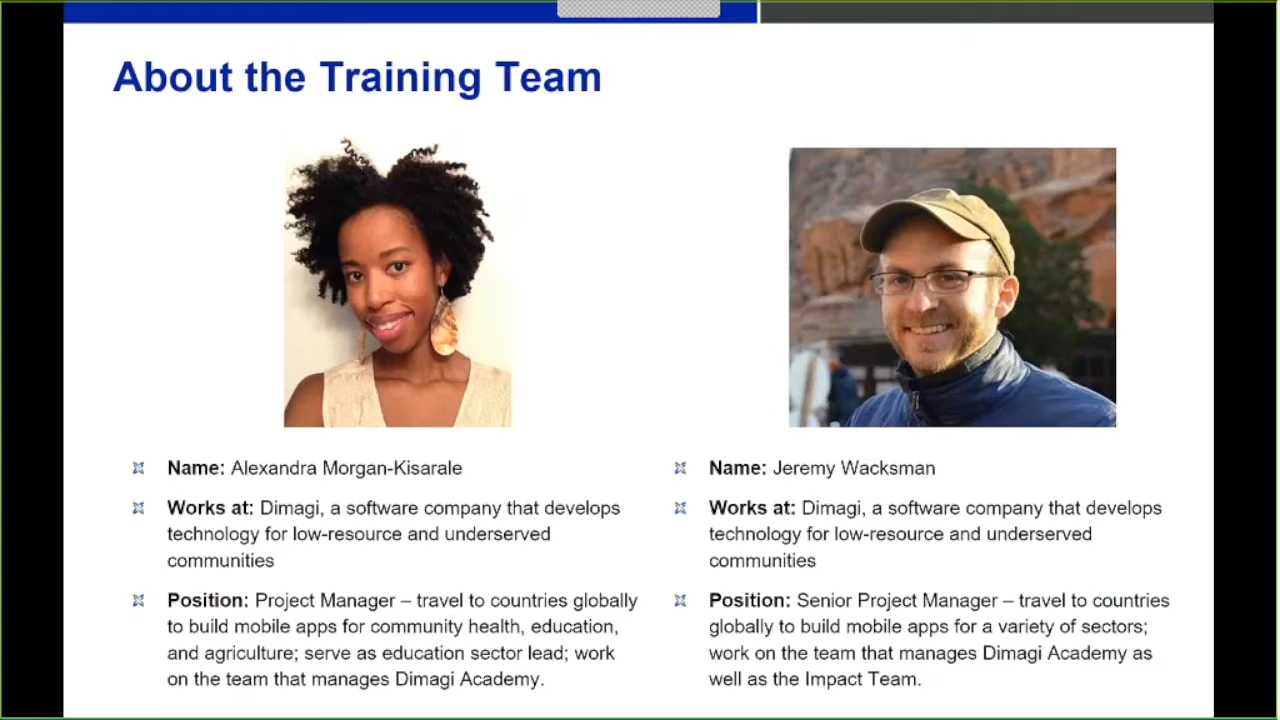 About the Training Team
Name: Alexandra Morgan-Kisarale
Works at: Dimagi, a software company that develops
technology for low-resource and underserved
communities
Position: Project Manager – travel to countries globally
to build mobile apps for community health, education,
and agriculture; serve as education sector lead; work
on the team that manages Dimagi Academy.
Name: Jeremy Wacksman
Works at: Dimagi, a software company that develops
technology for low-resource and underserved
communities
Position: Senior Project Manager – travel to countries
globally to build mobile apps for a variety of sectors;
work on the team that manages Dimagi Academy as
well as the Impact Team.